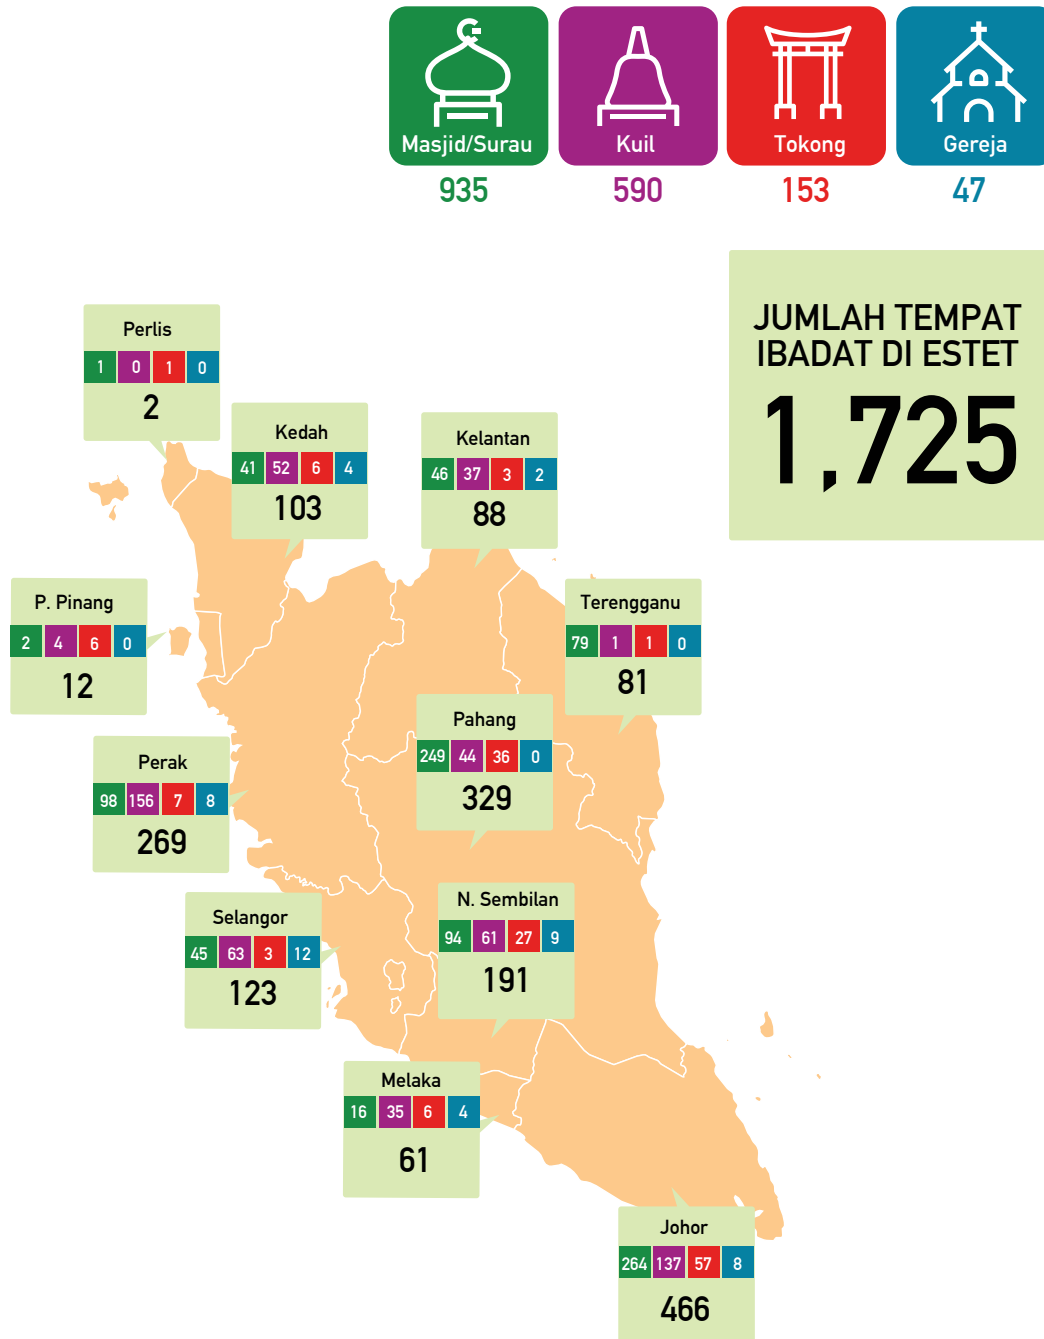 Masjid/Surau
Kuil
Tokong
Gereja
935
590
153
47
JUMLAH TEMPAT
IBADAT DI ESTET
1,725
Perlis
1 0 1 0
2
Kedah
41 52 6 4
103
Kelantan
46 37 3 2
88
P. Pinang
2 4 6 0
12
Terengganu
79 1 1 0
81
Pahang
249 44 36 0
329
Perak
98 156 7 8
269
N. Sembilan
94 61 27 9
191
Selangor
45 63 3 12
123
Melaka
16 35 6 4
61
Johor
264 137 57 8
466